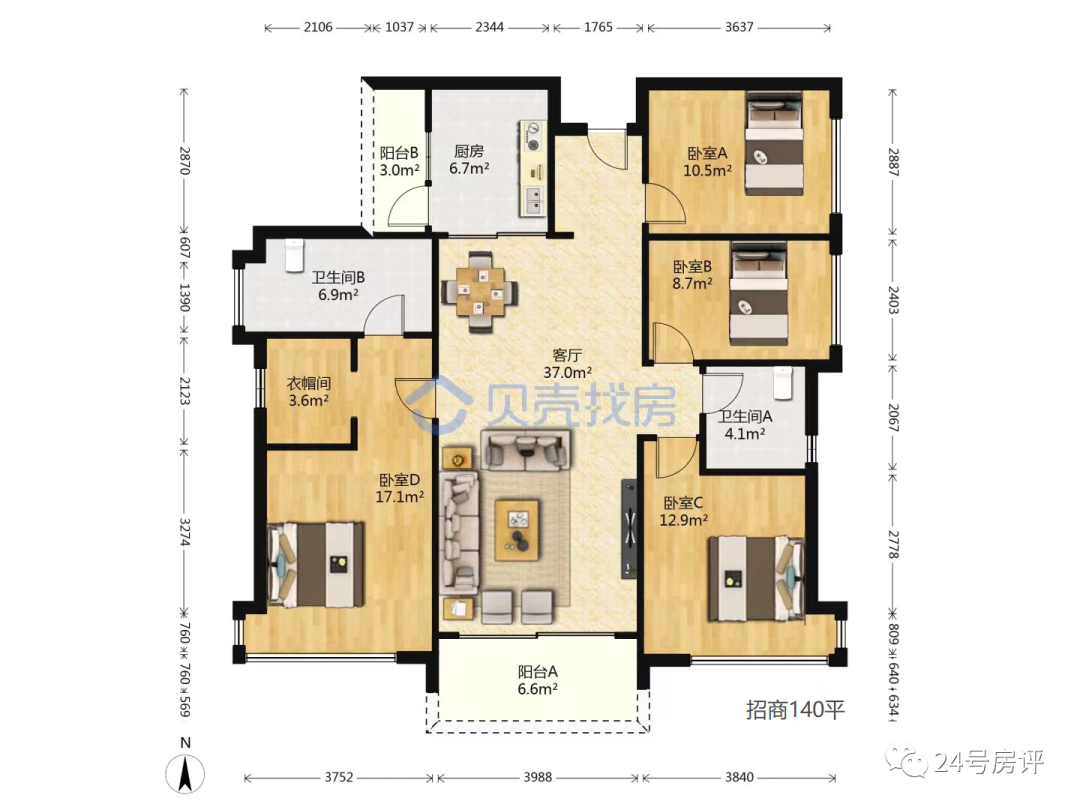 2106
1037
2344
1765
3637
2870
607
1390
2123
3274
760
760
569
阳台B
3.0m²
厨房
6.7m²
卧室A
10.5m²
卫生间B
6.9m²
卧室B
8.7m²
客厅
37.0m²
衣帽间
3.6m²
贝壳找房
卫生间A
4.1m²
卧室D
17.1m²
卧室C
12.9m²
阳台A
6.6m²
2887
2403
2067
2778
809
640
634
招商140平
N
24号房评
3752
3988
3840